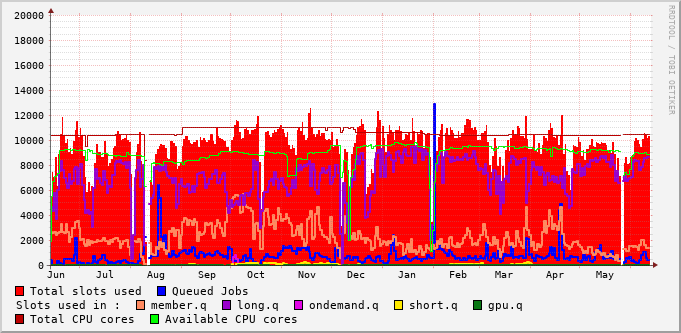 20000
18000
16000
14000
12000
10000
8000
6000
4000
2000
0
Jun Jul Aug Sep Oct Nov Dec Jan Feb Mar Apr May
RRDTOOL / TOBI OETIKER
Total slots used Queued Jobs
Slots used in : member.q long.q ondemand.q short.q gpu.q
Total CPU cores Available CPU cores